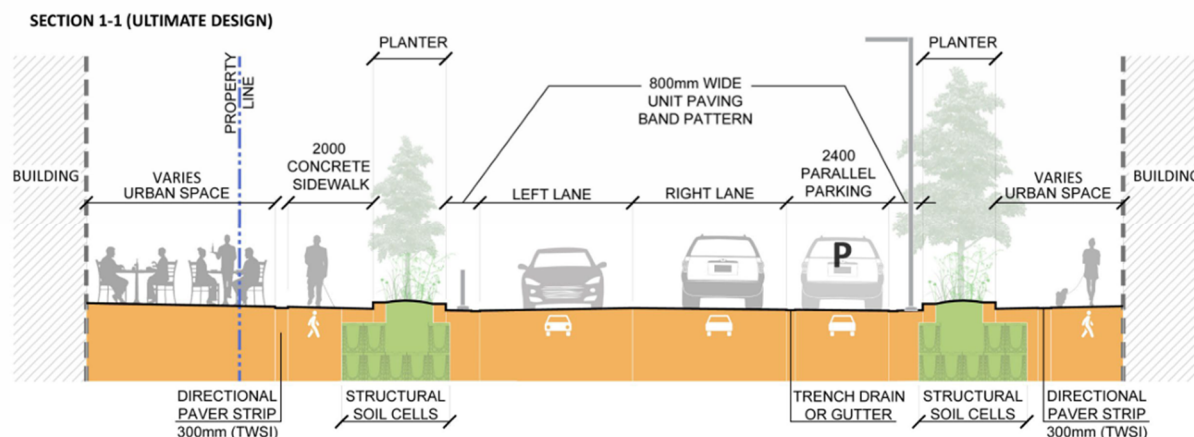 SECTION 1-1 (ULTIMATE DESIGN)
PLANTER
PLANTER
PROPERTY
LINE
800mm WIDE
UNIT PAVING
BAND PATTERN
2000
CONCRETE
SIDEWALK
2400
PARALLEL
PARKING
BUILDING
VARIES
URBAN SPACE
LEFT LANE
RIGHT LANE
VARIES
URBAN SPACE
BUILDING
P
DIRECTIONAL
PAVER STRIP
300mm (TWSI)
STRUCTURAL
SOIL CELLS
TRENCH DRAIN
OR GUTTER
STRUCTURAL
SOIL CELLS
DIRECTIONAL
PAVER STRIP
300mm (TWSI)